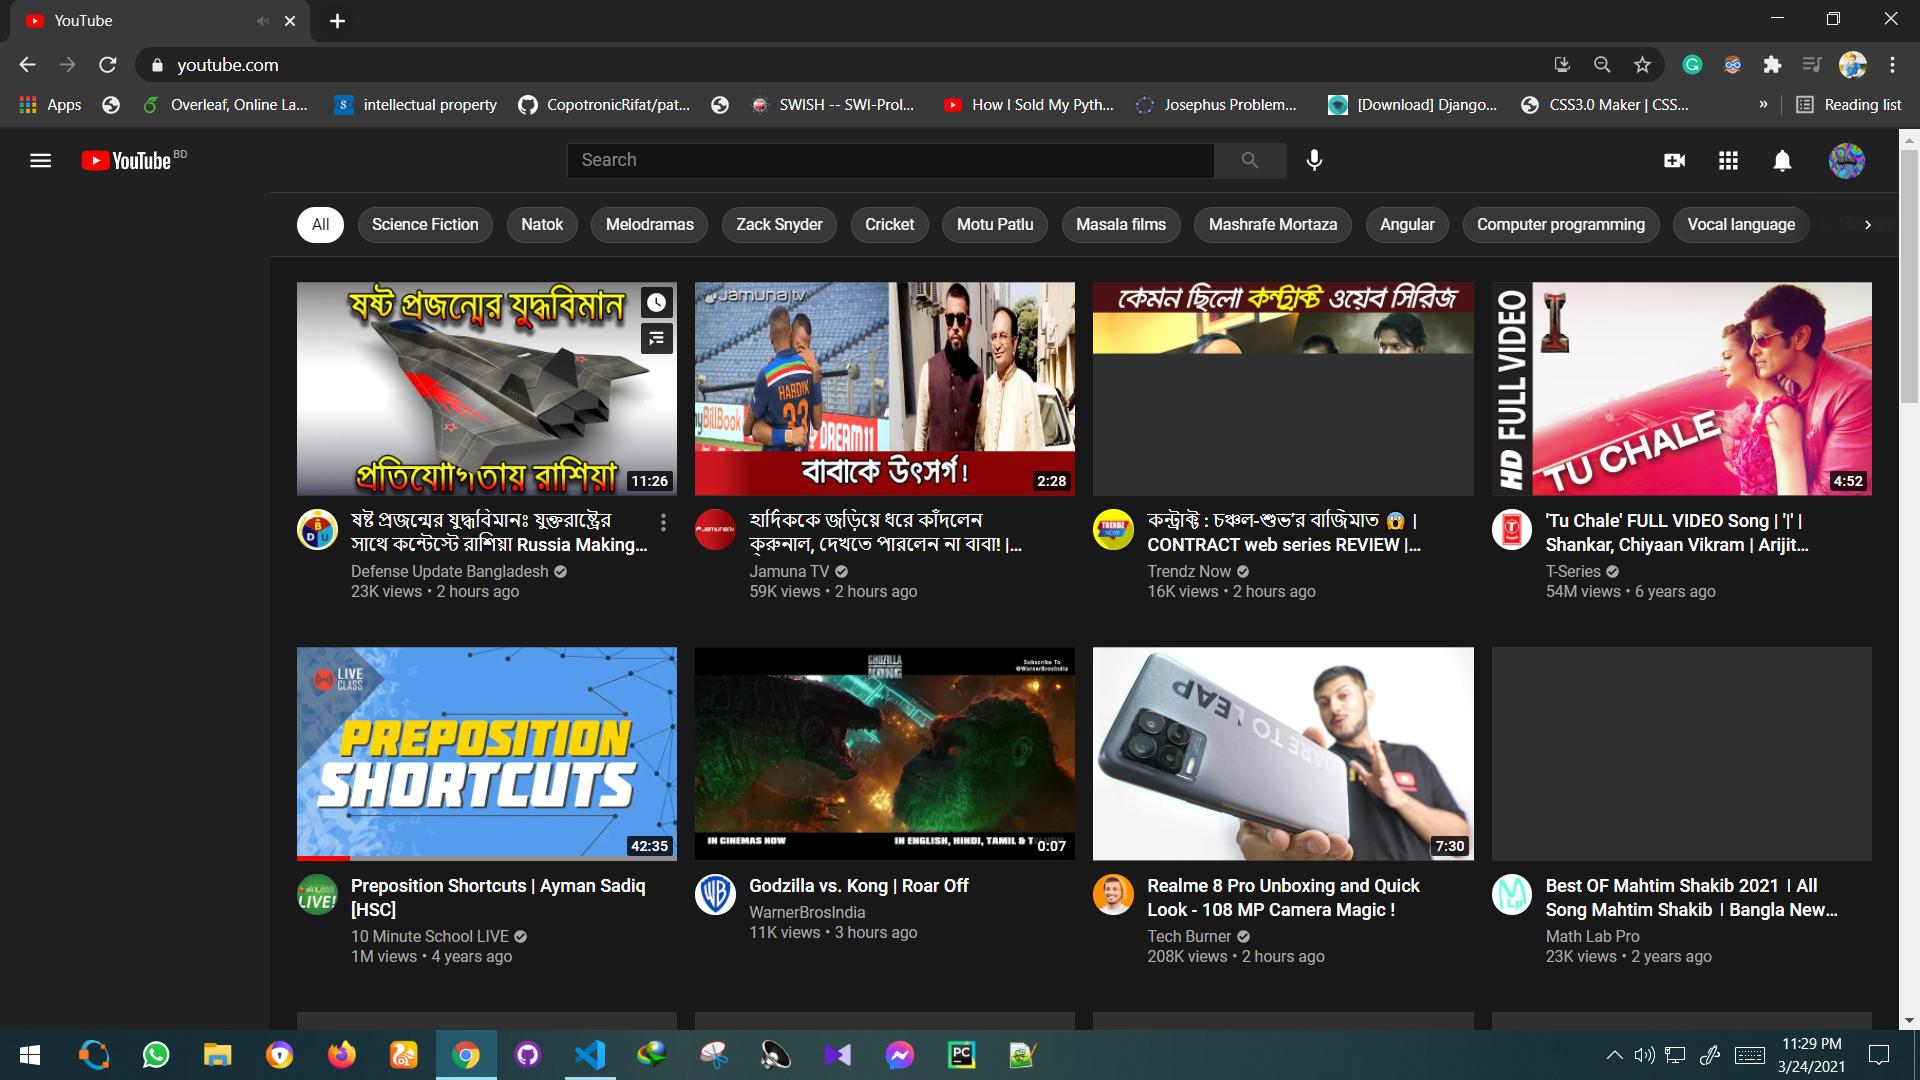 YouTube
youtube.com
Apps
Overleaf, Online La...
intellectual property
CopotronicRifat/pat...
SWISH -- SWI-Prol...
How I Sold My Pyth...
Josephus Problem...
[Download] Django...
CSS3.0 Maker | CSS...
»
Reading list
YouTube BD
Search
All
Science Fiction
Natok
Melodramas
Zack Snyder
Cricket
Motu Patlu
Masala films
Mashrafe Mortaza
Angular
Computer programming
Vocal language
ষষ্ট প্রজন্মের যুদ্ধবিমান
প্রতিযোগিতায় রাশিয়া
11:26
Jamuna tv
HARDIK
33
yBillBook
DREAM11
বাবাকে উৎসর্গ!
2:28
কেমন ছিলো কন্ট্রাক্ট ওয়েব সিরিজ
HD FULL VIDEO
I
TU CHALE
4:52
ষষ্ট প্রজন্মের যুদ্ধবিমানঃ যুক্তরাষ্ট্রের
সাথে কন্টেস্টে রাশিয়া Russia Making...
Defense Update Bangladesh
23K views • 2 hours ago
হার্দিককে জড়িয়ে ধরে কাঁদলেন
ক্রুনাল, দেখতে পারলেন না বাবা! |...
Jamuna TV
59K views • 2 hours ago
TRENDZ NOW
কন্ট্রাক্ট : চঞ্চল-শুভ’র বাজিমাত 😱 |
CONTRACT web series REVIEW |...
Trendz Now
16K views • 2 hours ago
'Tu Chale' FULL VIDEO Song | 'I' |
Shankar, Chiyaan Vikram | Arijit...
T-Series
54M views • 6 years ago
LIVE
CLASS
PREPOSITION
SHORTCUTS
42:35
GODZILLA
KONG
Subscribe To
@WarnerBrosIndia
IN CINEMAS NOW
IN ENGLISH, HINDI, TAMIL & T
0:07
DARE TO LEAP
7:30
LIVE!
Preposition Shortcuts | Ayman Sadiq
[HSC]
10 Minute School LIVE
1M views • 4 years ago
Godzilla vs. Kong | Roar Off
WarnerBrosIndia
11K views • 3 hours ago
Realme 8 Pro Unboxing and Quick
Look - 108 MP Camera Magic !
Tech Burner
208K views • 2 hours ago
Best OF Mahtim Shakib 2021 । All
Song Mahtim Shakib । Bangla New...
Math Lab Pro
23K views • 2 years ago
PC
11:29 PM
3/24/2021